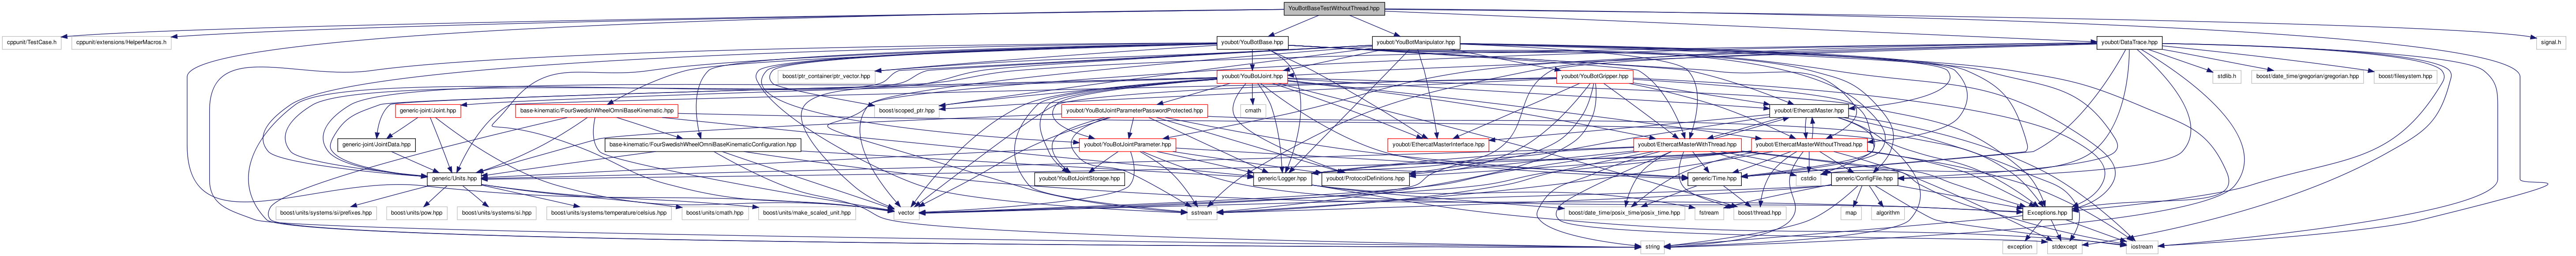 YouBotBaseTestWithoutThread.hpp
cppunit/TestCase.h
cppunit/extensions/HelperMacros.h
youbot/YouBotBase.hpp
youbot/YouBotManipulator.hpp
youbot/DataTrace.hpp
signal.h
boost/ptr_container/ptr_vector.hpp
youbot/YouBotJoint.hpp
youbot/YouBotGripper.hpp
stdlib.h
boost/date_time/gregorian/gregorian.hpp
boost/filesystem.hpp
generic-joint/Joint.hpp
base-kinematic/FourSwedishWheelOmniBaseKinematic.hpp
boost/scoped_ptr.hpp
youbot/YouBotJointParameterPasswordProtected.hpp
cmath
youbot/EthercatMaster.hpp
generic-joint/JointData.hpp
base-kinematic/FourSwedishWheelOmniBaseKinematicConfiguration.hpp
youbot/YouBotJointParameter.hpp
youbot/EthercatMasterInterface.hpp
youbot/EthercatMasterWithThread.hpp
youbot/EthercatMasterWithoutThread.hpp
generic/Units.hpp
youbot/YouBotJointStorage.hpp
generic/Logger.hpp
youbot/ProtocolDefinitions.hpp
generic/Time.hpp
cstdio
generic/ConfigFile.hpp
boost/units/systems/si/prefixes.hpp
boost/units/pow.hpp
boost/units/systems/si.hpp
boost/units/systems/temperature/celsius.hpp
boost/units/cmath.hpp
boost/units/make_scaled_unit.hpp
vector
sstream
boost/date_time/posix_time/posix_time.hpp
fstream
boost/thread.hpp
map
algorithm
Exceptions.hpp
string
exception
stdexcept
iostream